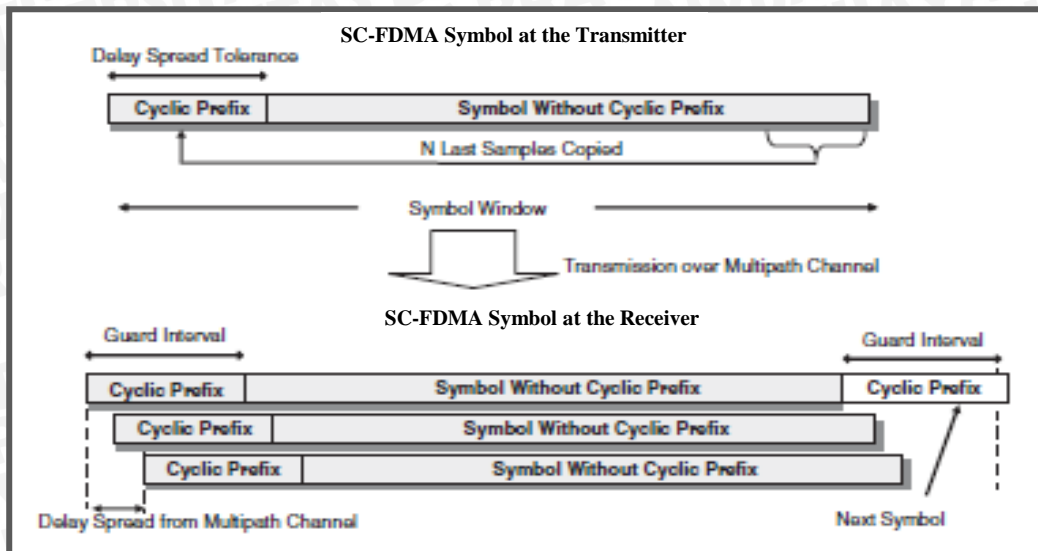 SC-FDMA Symbol at the Transmitter
Delay Spread Tolerance
Cyclic Prefix Symbol Without Cyclic Prefix
N Last Samples Copied
Symbol Window
Transmission over Multipath Channel
SC-FDMA Symbol at the Receiver
Guard Interval Guard Interval
Cyclic Prefix Symbol Without Cyclic Prefix Cyclic Prefix
Cyclic Prefix Symbol Without Cyclic Prefix
Cyclic Prefix Symbol Without Cyclic Prefix
Delay Spread from Multipath Channel Next Symbol